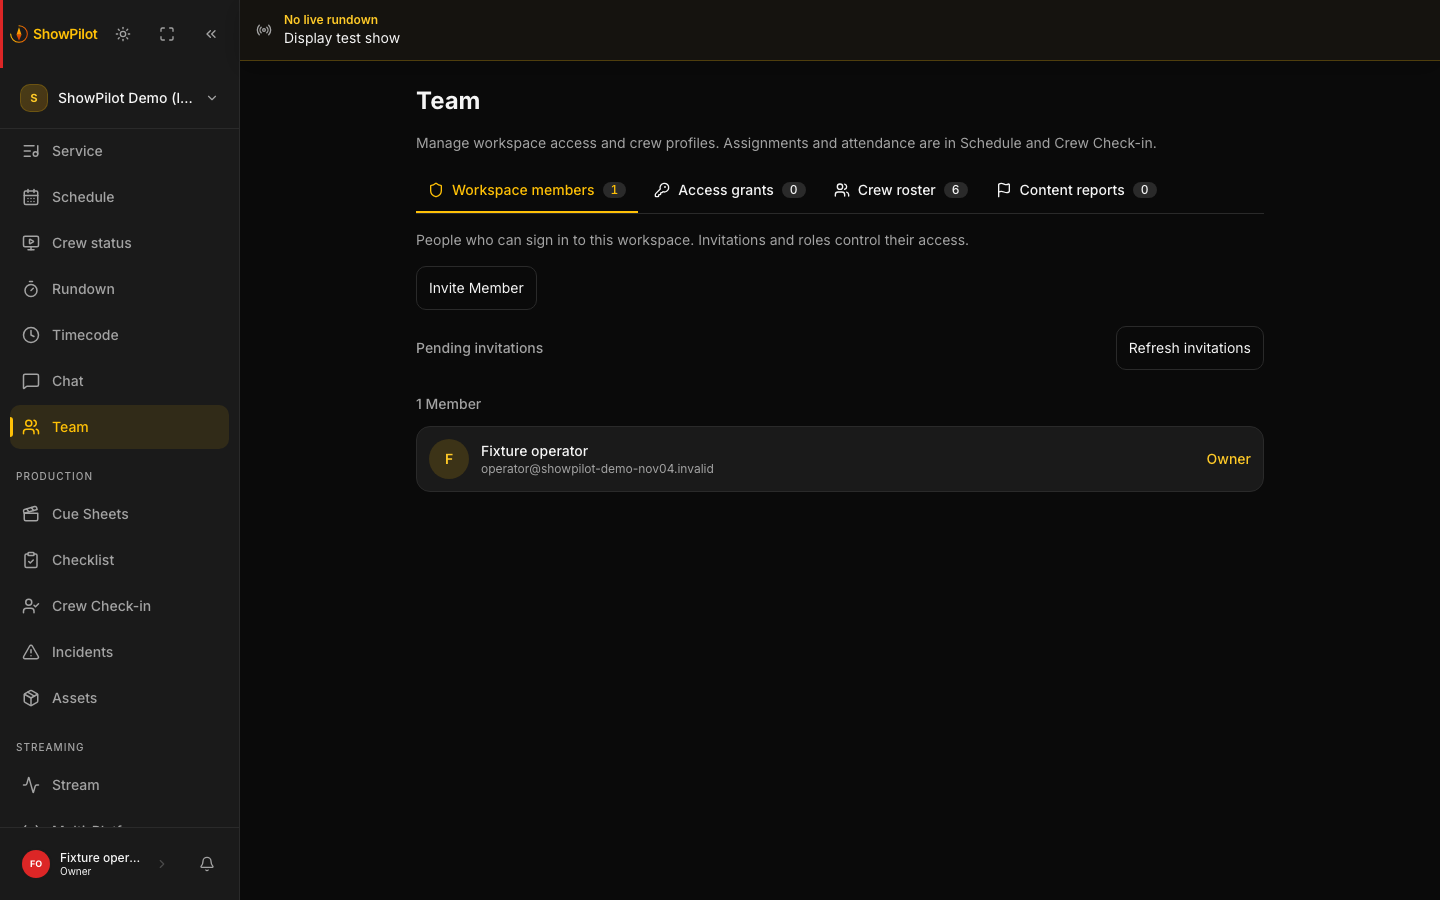 ShowPilot
S
ShowPilot Demo (I...
Service
Schedule
Crew status
Rundown
Timecode
Chat
Team
PRODUCTION
Cue Sheets
Checklist
Crew Check-in
Incidents
Assets
STREAMING
Stream
FO
Fixture oper...
Owner
No live rundown
Display test show
Team
Manage workspace access and crew profiles. Assignments and attendance are in Schedule and Crew Check-in.
Workspace members 1 Access grants 0 Crew roster 6 Content reports 0
People who can sign in to this workspace. Invitations and roles control their access.
Invite Member
Pending invitations
Refresh invitations
1 Member
F
Fixture operator
operator@showpilot-demo-nov04.invalid
Owner